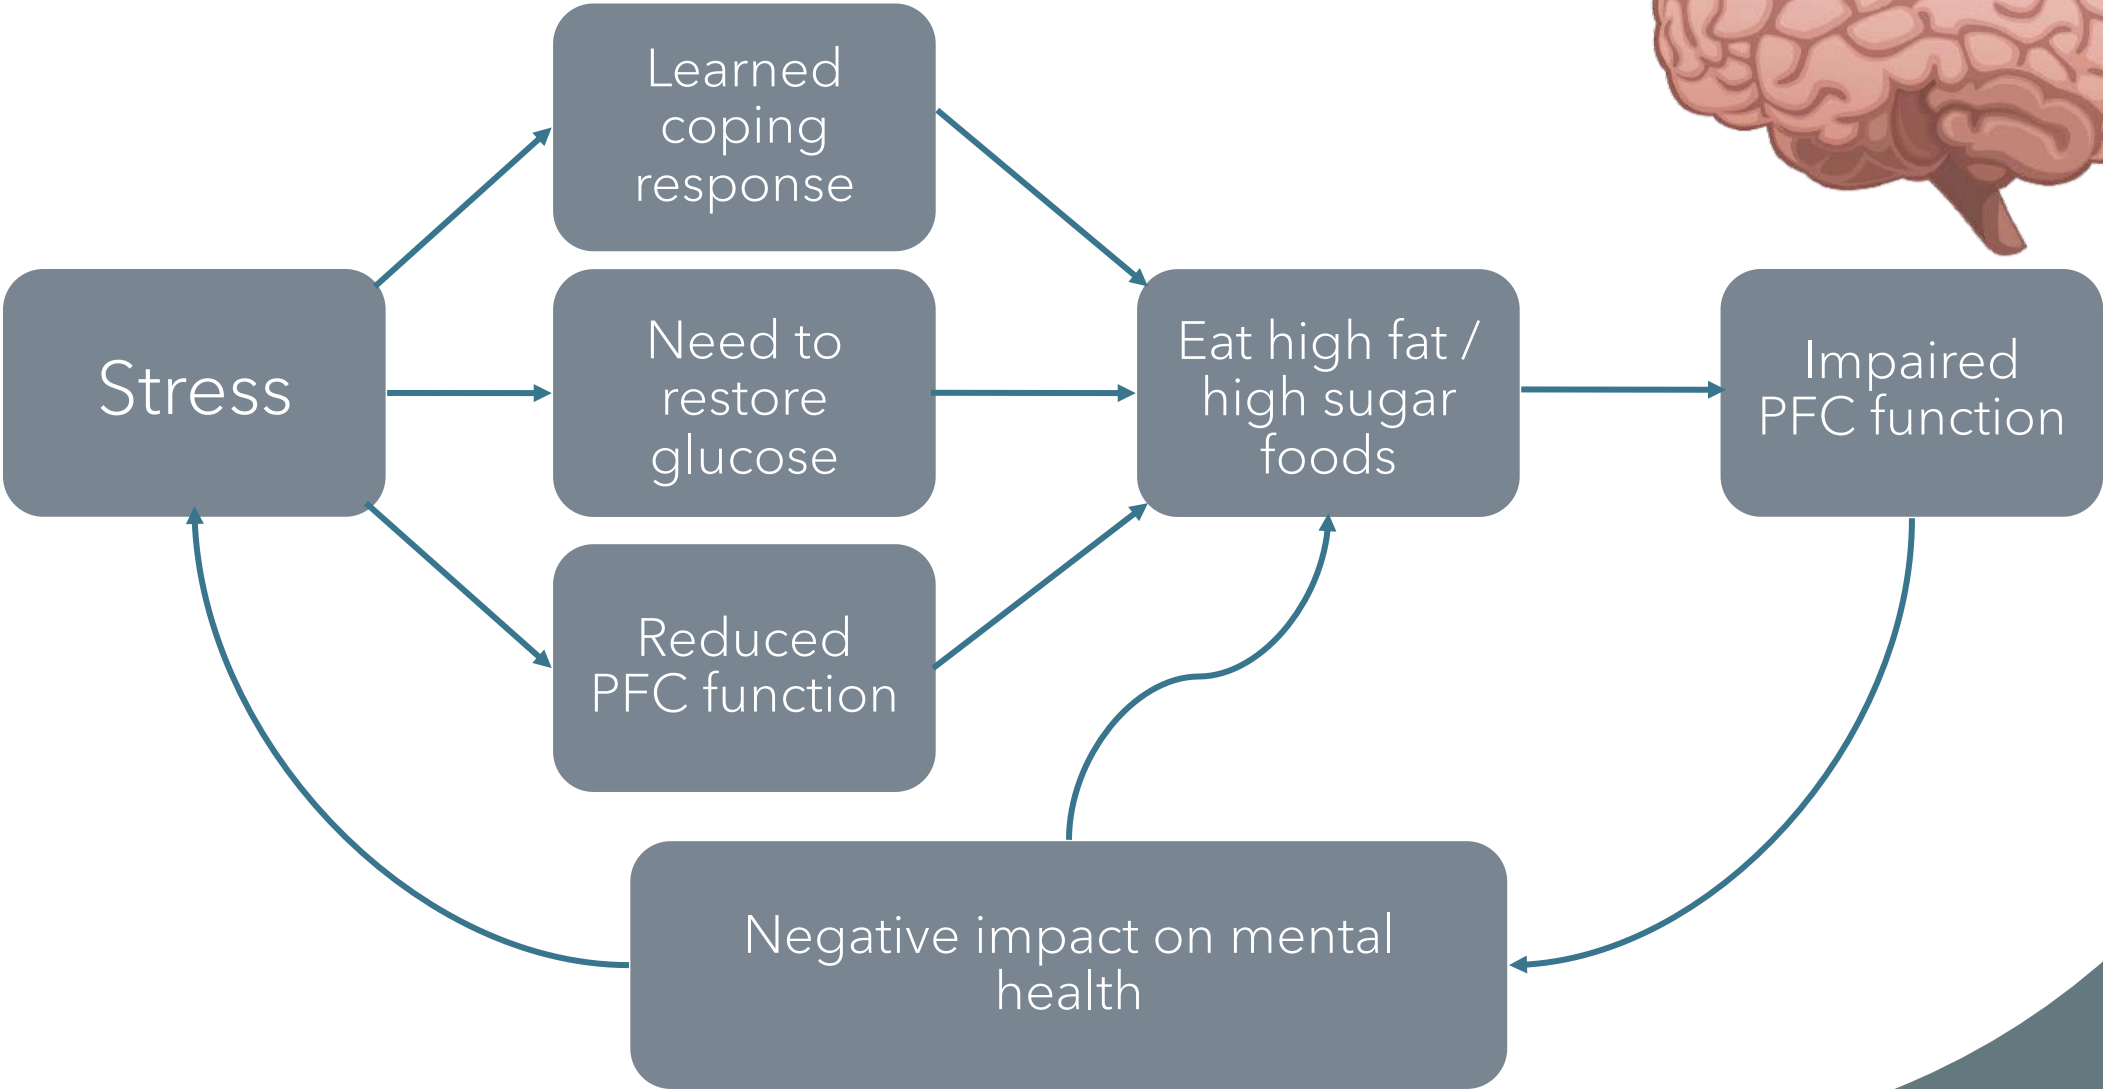 Learned
coping
response
Stress
Need to
restore
glucose
Eat high fat /
high sugar
foods
Impaired
PFC function
Reduced
PFC function
Negative impact on mental
health